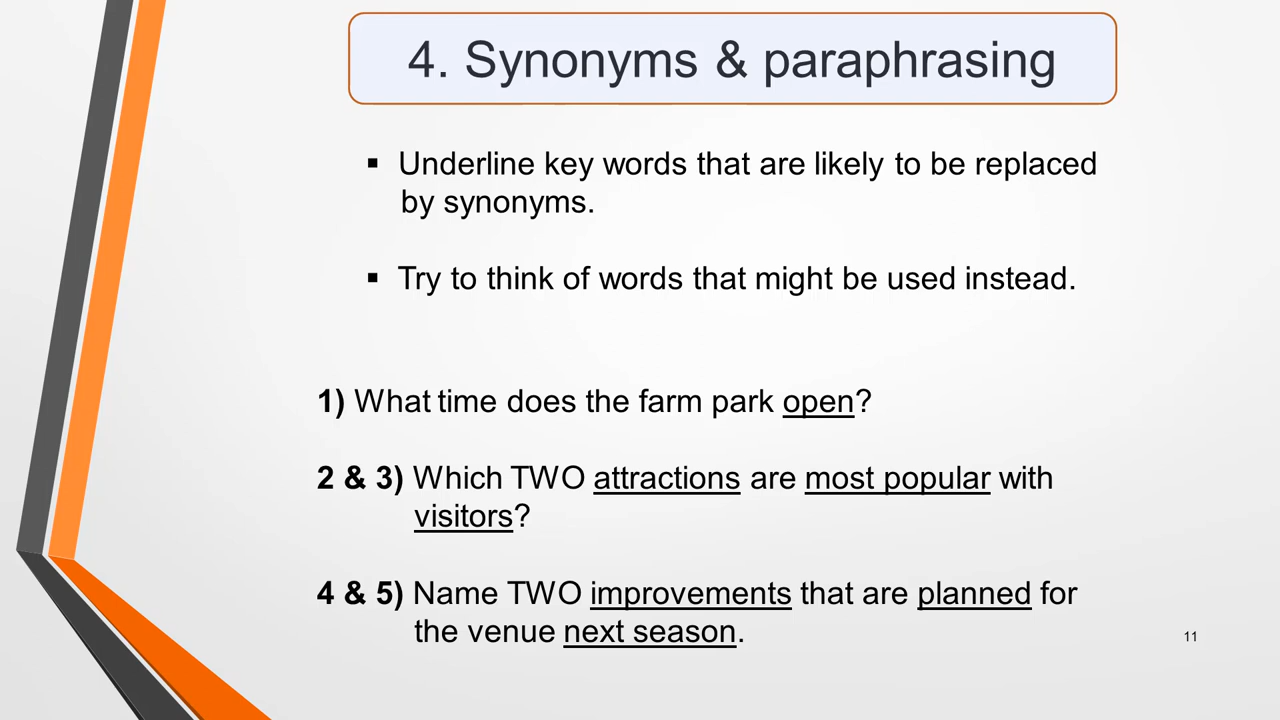 4. Synonyms & paraphrasing
▪ Underline key words that are likely to be replaced
by synonyms.
▪ Try to think of words that might be used instead.
1) What time does the farm park open?
2 & 3) Which TWO attractions are most popular with
visitors?
4 & 5) Name TWO improvements that are planned for
the venue next season.
11